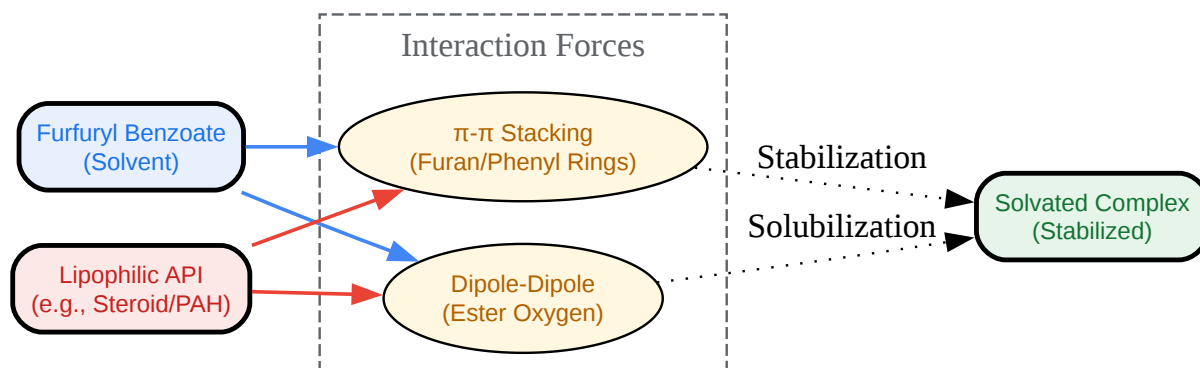 Interaction Forces
Furfuryl Benzoate
(Solvent)
π-π Stacking
(Furan/Phenyl Rings)
Stabilization
Solvated Complex
(Stabilized)
Solubilization
Lipophilic API
(e.g., Steroid/PAH)
Dipole-Dipole
(Ester Oxygen)